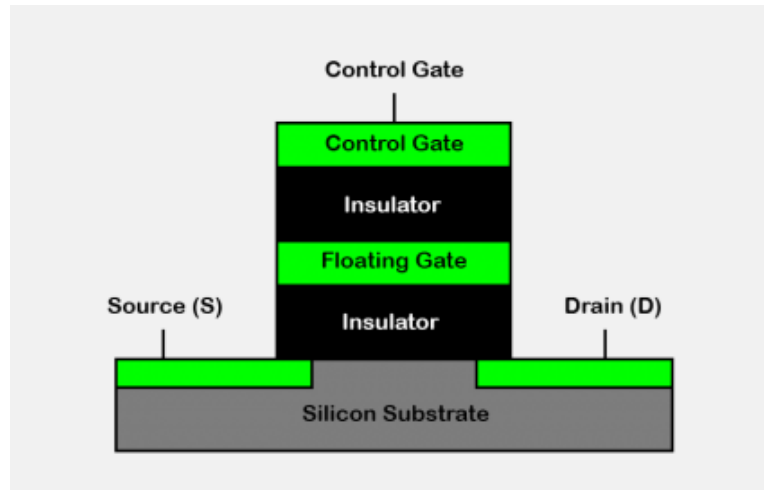 Control Gate
Control Gate
Insulator
Floating Gate
Source (S)
Insulator
Drain (D)
Silicon Substrate